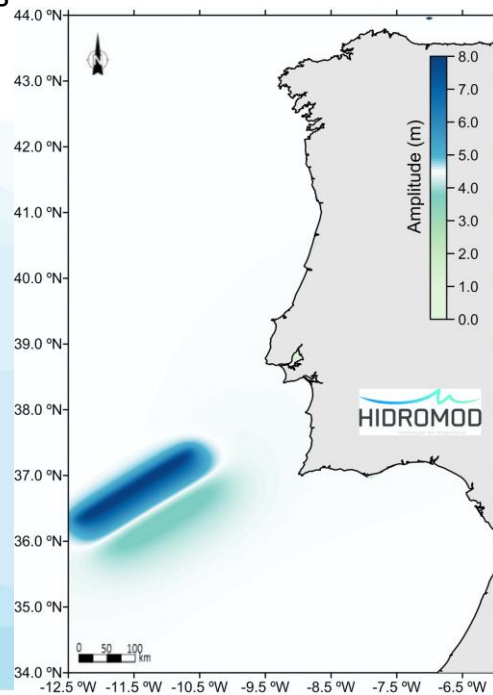 44.0 ºN
43.0 ºN
42.0 ºN
41.0 ºN
40.0 ºN
39.0 ºN
38.0 ºN
37.0 ºN
36.0 ºN
35.0 ºN
34.0 ºN
N
8.0
7.0
6.0
5.0
4.0
3.0
2.0
1.0
0.0
Amplitude (m)
HIDROMOD
0 50 100
km
-12.5 ºW -11.5 ºW -10.5 ºW -9.5 ºW -8.5 ºW -7.5 ºW -6.5 ºW